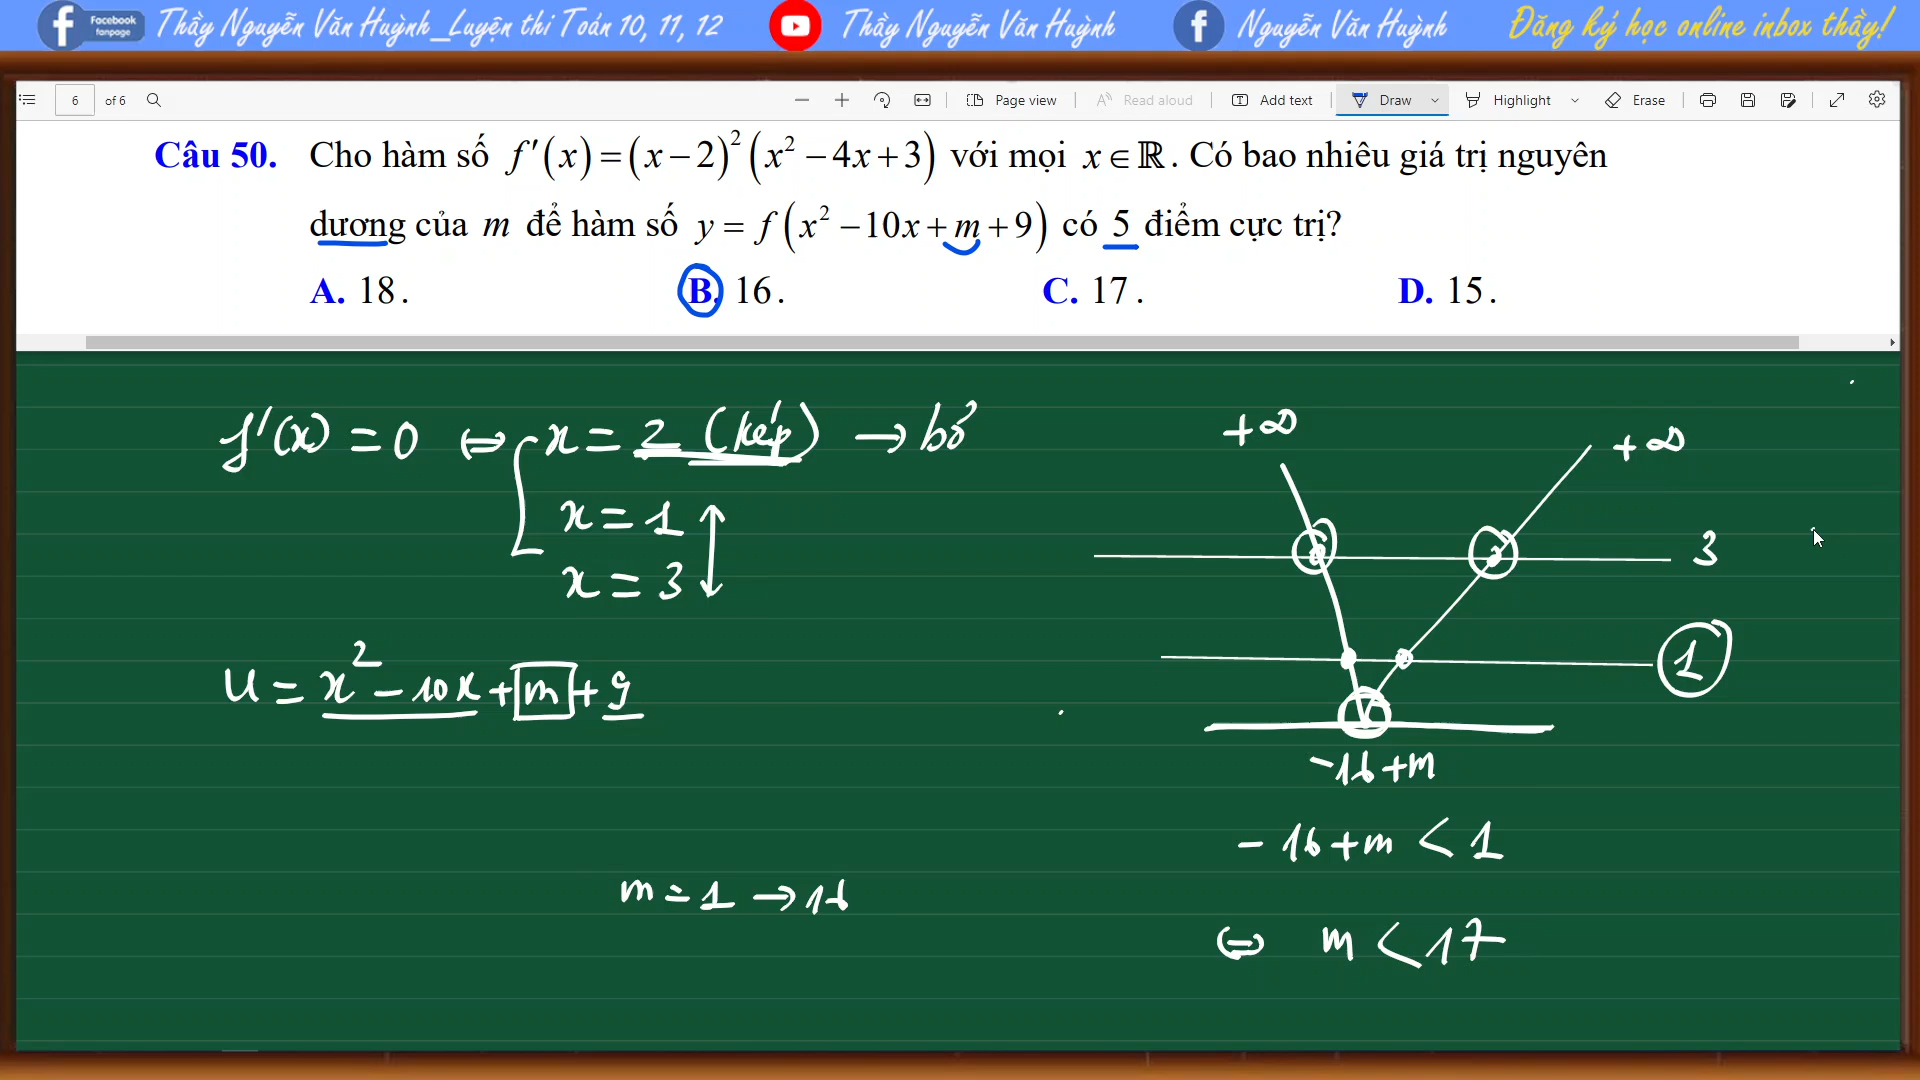 Facebook fanpage Thầy Nguyễn Văn Huỳnh_Luyện thi Toán 10, 11, 12 Thầy Nguyễn Văn Huỳnh f Nguyễn Văn Huỳnh Đăng ký học online inbox thầy!
6 of 6 Page view Read aloud Add text Draw Highlight Erase
Câu 50. Cho hàm số f′(x)=(x−2)²(x²−4x+3) với mọi x∈ℝ. Có bao nhiêu giá trị nguyên
dương của m để hàm số y=f(x²−10x+m+9) có 5 điểm cực trị?
A. 18. B. 16. C. 17. D. 15.
f'(x) = 0 ⇔ x = 2 (kép) → bỏ
x = 1
x = 3
u = x² − 10x + m + 9
m = 1 → 16
+∞ +∞
3
1
−16+m
−16+m < 1
⇔ m < 17